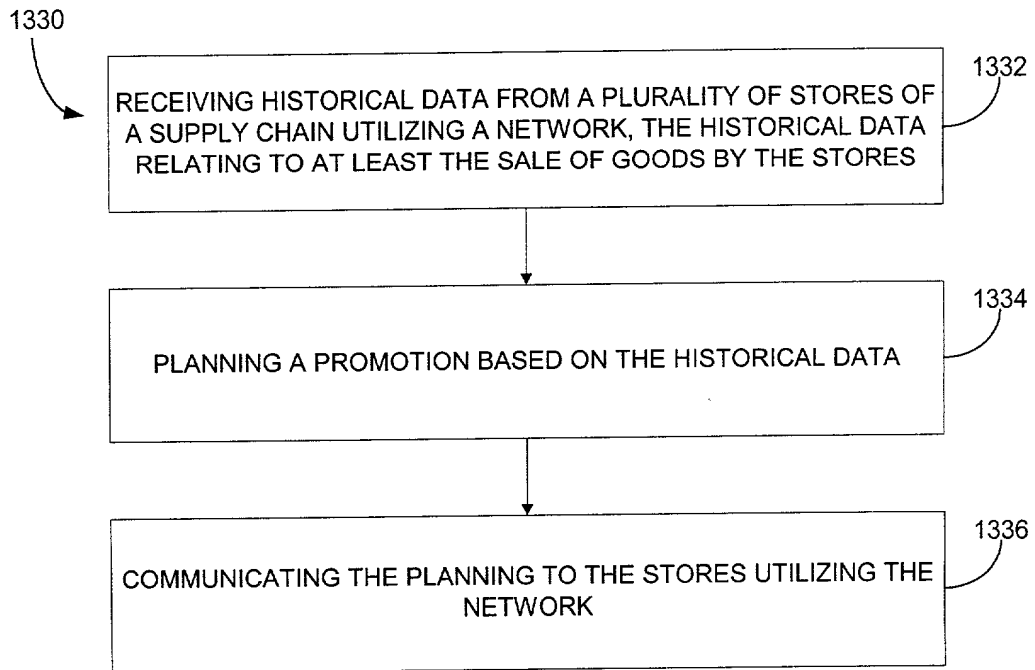 1330
1332
RECEIVING HISTORICAL DATA FROM A PLURALITY OF STORES OF
A SUPPLY CHAIN UTILIZING A NETWORK, THE HISTORICAL DATA
RELATING TO AT LEAST THE SALE OF GOODS BY THE STORES
1334
PLANNING A PROMOTION BASED ON THE HISTORICAL DATA
1336
COMMUNICATING THE PLANNING TO THE STORES UTILIZING THE
NETWORK